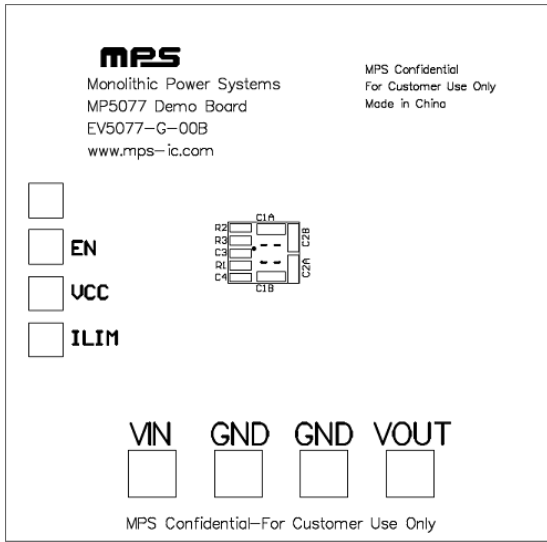 MPS
Monolithic Power Systems
MP5077 Demo Board
EV5077-G-00B
www.mps-ic.com
MPS Confidential
For Customer Use Only
Made in China
C1A
R2
R3
C3
R1
C4
C2B
C2A
C1B
EN
VCC
ILIM
VIN GND GND VOUT
MPS Confidential-For Customer Use Only